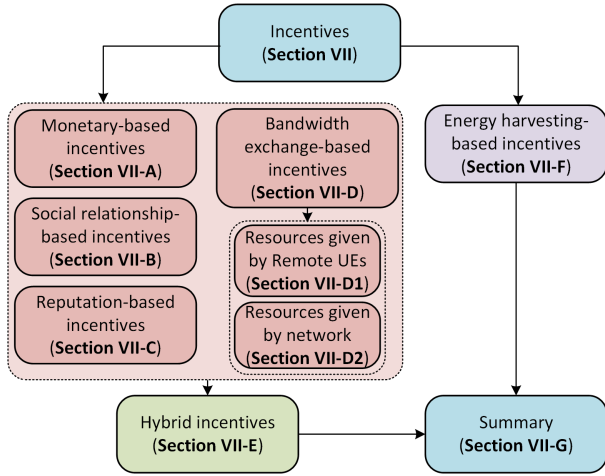 Incentives
(Section VII)
Monetary-based
incentives
(Section VII-A)
Social relationship-
based incentives
(Section VII-B)
Reputation-based
incentives
(Section VII-C)
Bandwidth
exchange-based
incentives
(Section VII-D)
Resources given
by Remote UEs
(Section VII-D1)
Resources given
by network
(Section VII-D2)
Energy harvesting-
based incentives
(Section VII-F)
Hybrid incentives
(Section VII-E)
Summary
(Section VII-G)